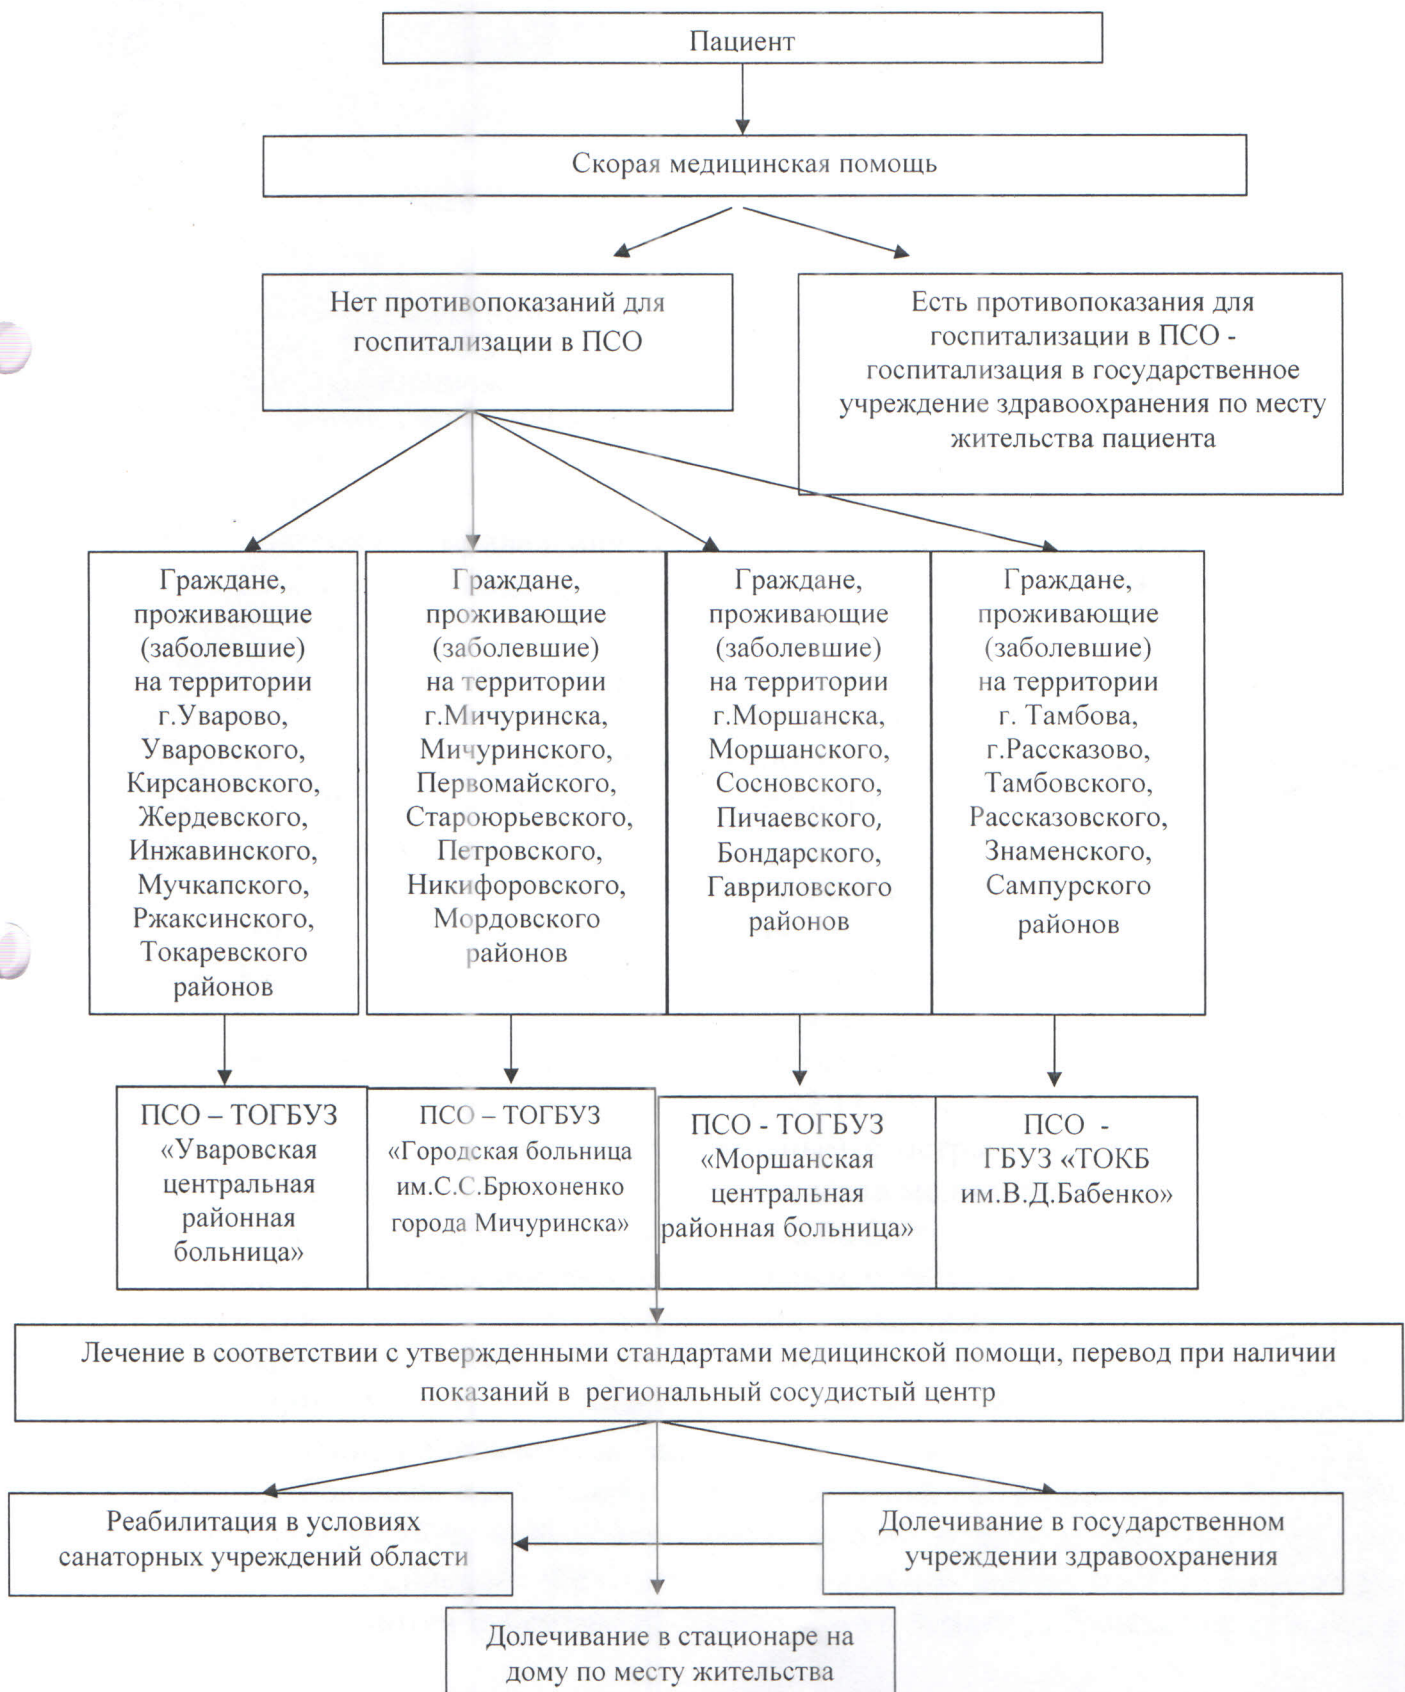 Пациент
Скорая медицинская помощь
Нет противопоказаний для
госпитализации в ПСО
Есть противопоказания для
госпитализации в ПСО -
госпитализация в государственное
учреждение здравоохранения по месту
жительства пациента
Граждане,
проживающие
(заболевшие)
на территории
г.Уварово,
Уваровского,
Кирсановского,
Жердевского,
Инжавинского,
Мучкапского,
Ржаксинского,
Токаревского
районов
Граждане,
проживающие
(заболевшие)
на территории
г.Мичуринска,
Мичуринского,
Первомайского,
Староюрьевского,
Петровского,
Никифоровского,
Мордовского
районов
Граждане,
проживающие
(заболевшие)
на территории
г.Моршанска,
Моршанского,
Сосновского,
Пичаевского,
Бондарского,
Гавриловского
районов
Граждане,
проживающие
(заболевшие)
на территории
г. Тамбова,
г.Рассказово,
Тамбовского,
Рассказовского,
Знаменского,
Сампурского
районов
ПСО – ТОГБУЗ
«Уваровская
центральная
районная
больница»
ПСО – ТОГБУЗ
«Городская больница
им.С.С.Брюхоненко
города Мичуринска»
ПСО - ТОГБУЗ
«Моршанская
центральная
районная больница»
ПСО -
ГБУЗ «ТОКБ
им.В.Д.Бабенко»
Лечение в соответствии с утвержденными стандартами медицинской помощи, перевод при наличии
показаний в региональный сосудистый центр
Реабилитация в условиях
санаторных учреждений области
Долечивание в государственном
учреждении здравоохранения
Долечивание в стационаре на
дому по месту жительства